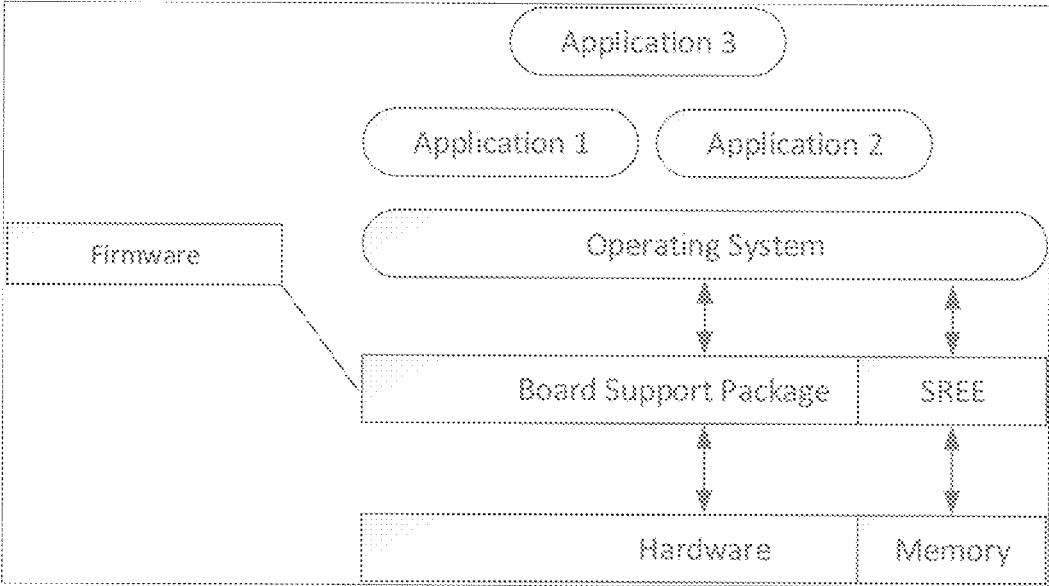 Application 3
Application 1
Application 2
Operating System
Firmware
Board Support Package
SREE
Hardware
Memory